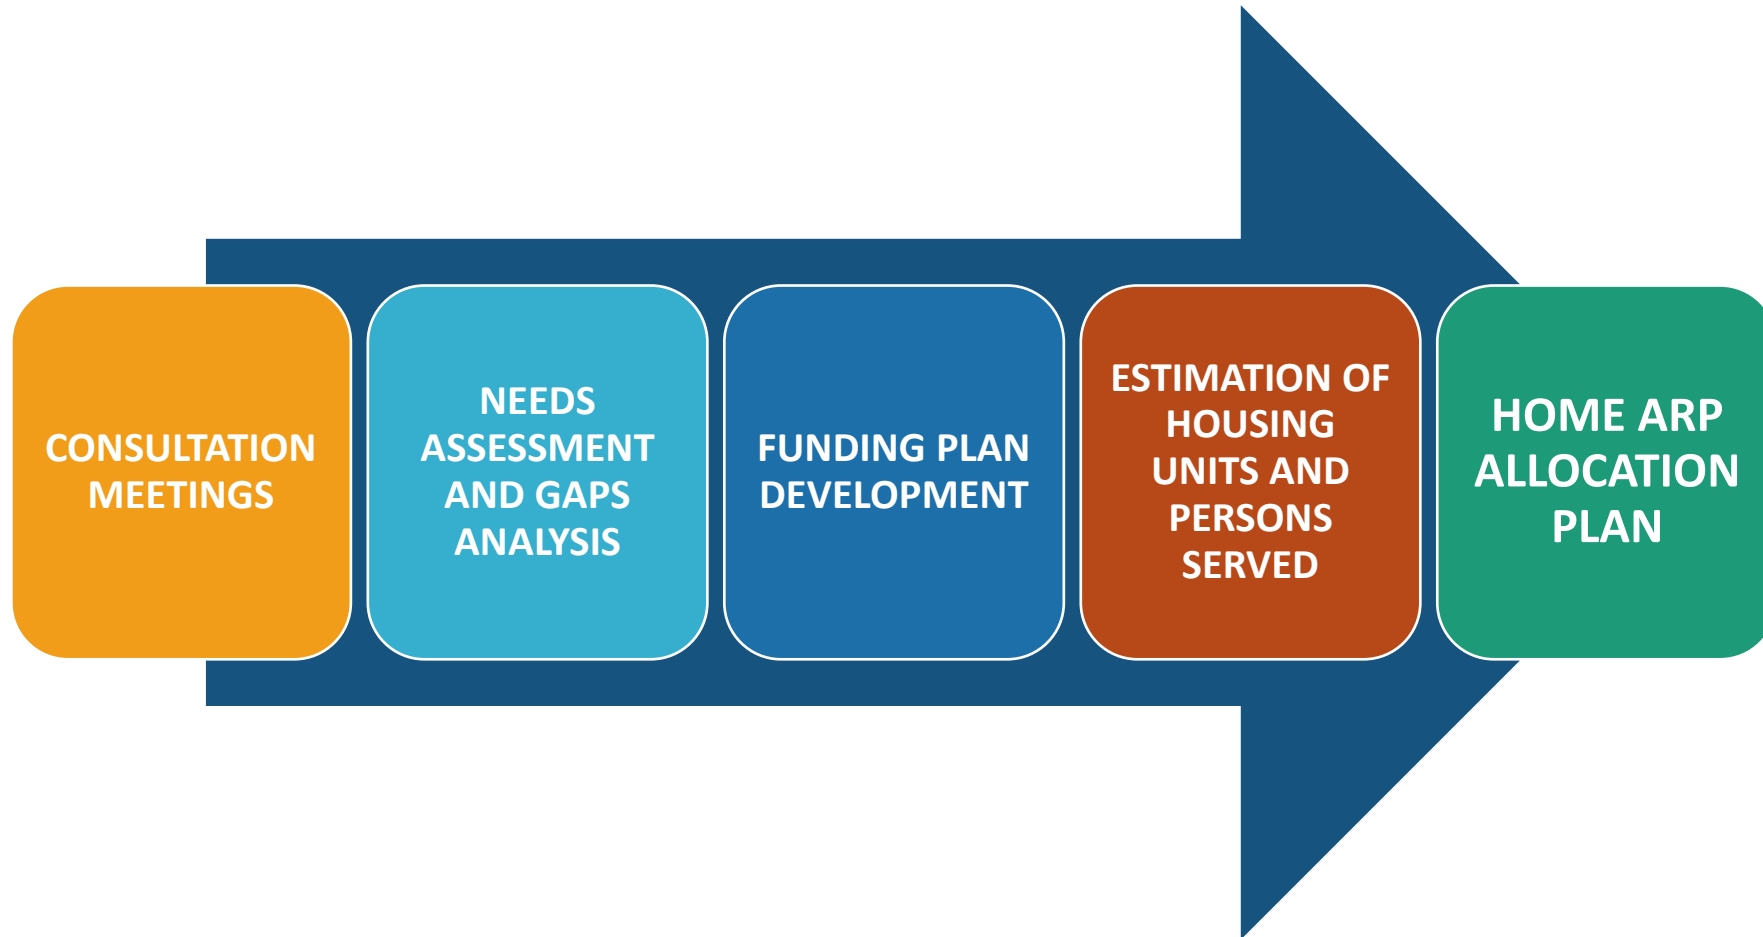 CONSULTATION
MEETINGS
NEEDS
ASSESSMENT
AND GAPS
ANALYSIS
FUNDING PLAN
DEVELOPMENT
ESTIMATION OF
HOUSING
UNITS AND
PERSONS
SERVED
HOME ARP
ALLOCATION
PLAN